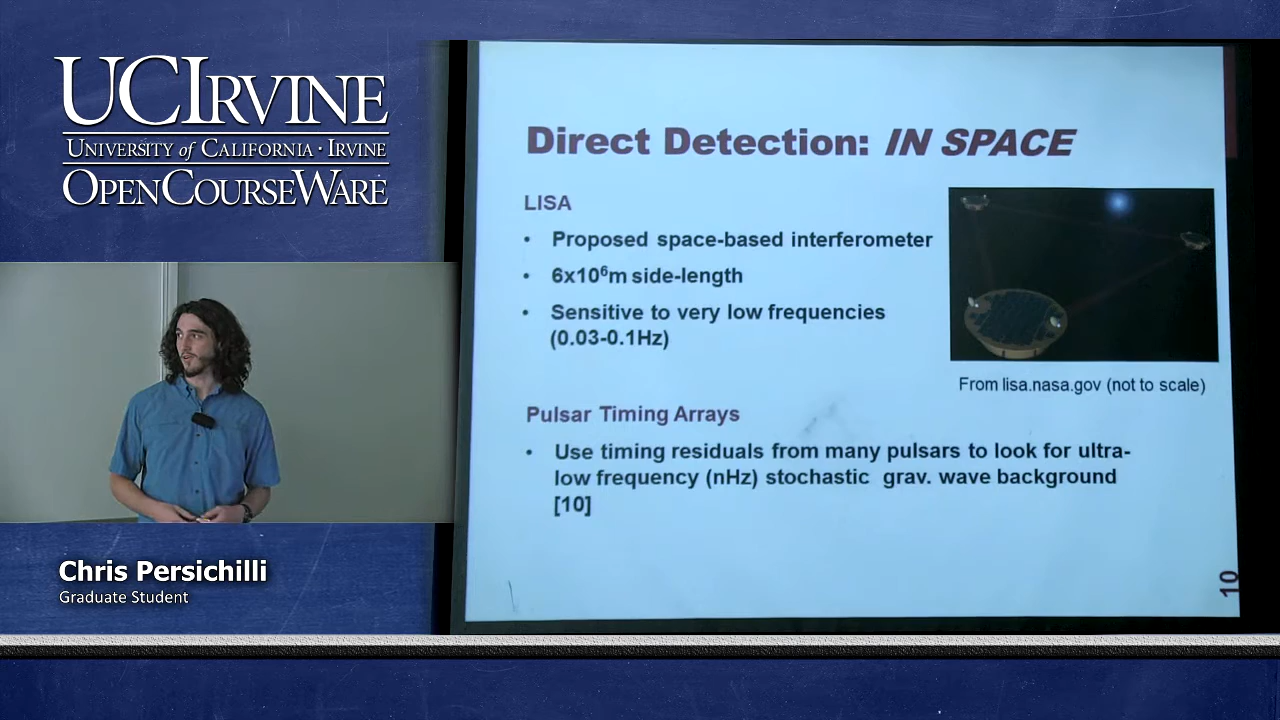 UCIRVINE
UNIVERSITY of CALIFORNIA · IRVINE
OPENCOURSEWARE
Direct Detection: IN SPACE
LISA
• Proposed space-based interferometer
• 6x10⁶m side-length
• Sensitive to very low frequencies
(0.03-0.1Hz)
From lisa.nasa.gov (not to scale)
Pulsar Timing Arrays
• Use timing residuals from many pulsars to look for ultra-
low frequency (nHz) stochastic grav. wave background
[10]
10
Chris Persichilli
Graduate Student